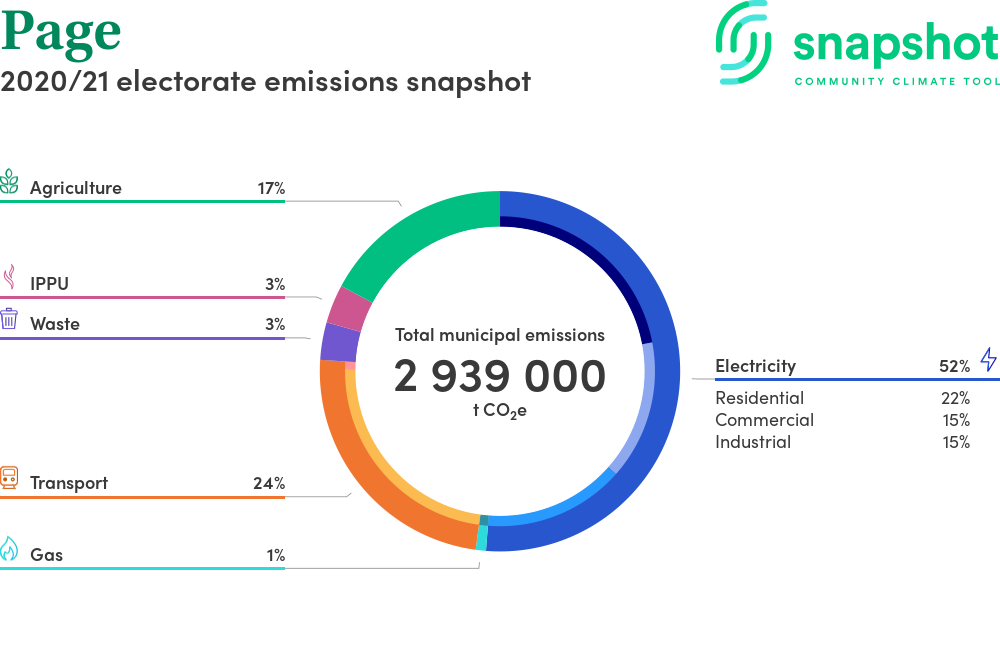 Page
2020/21 electorate emissions snapshot
snapshot
COMMUNITY CLIMATE TOOL
Agriculture 17%
IPPU 3%
Waste 3%
Transport 24%
Gas 1%
Total municipal emissions
2 939 000
t CO₂e
Electricity 52%
Residential 22%
Commercial 15%
Industrial 15%